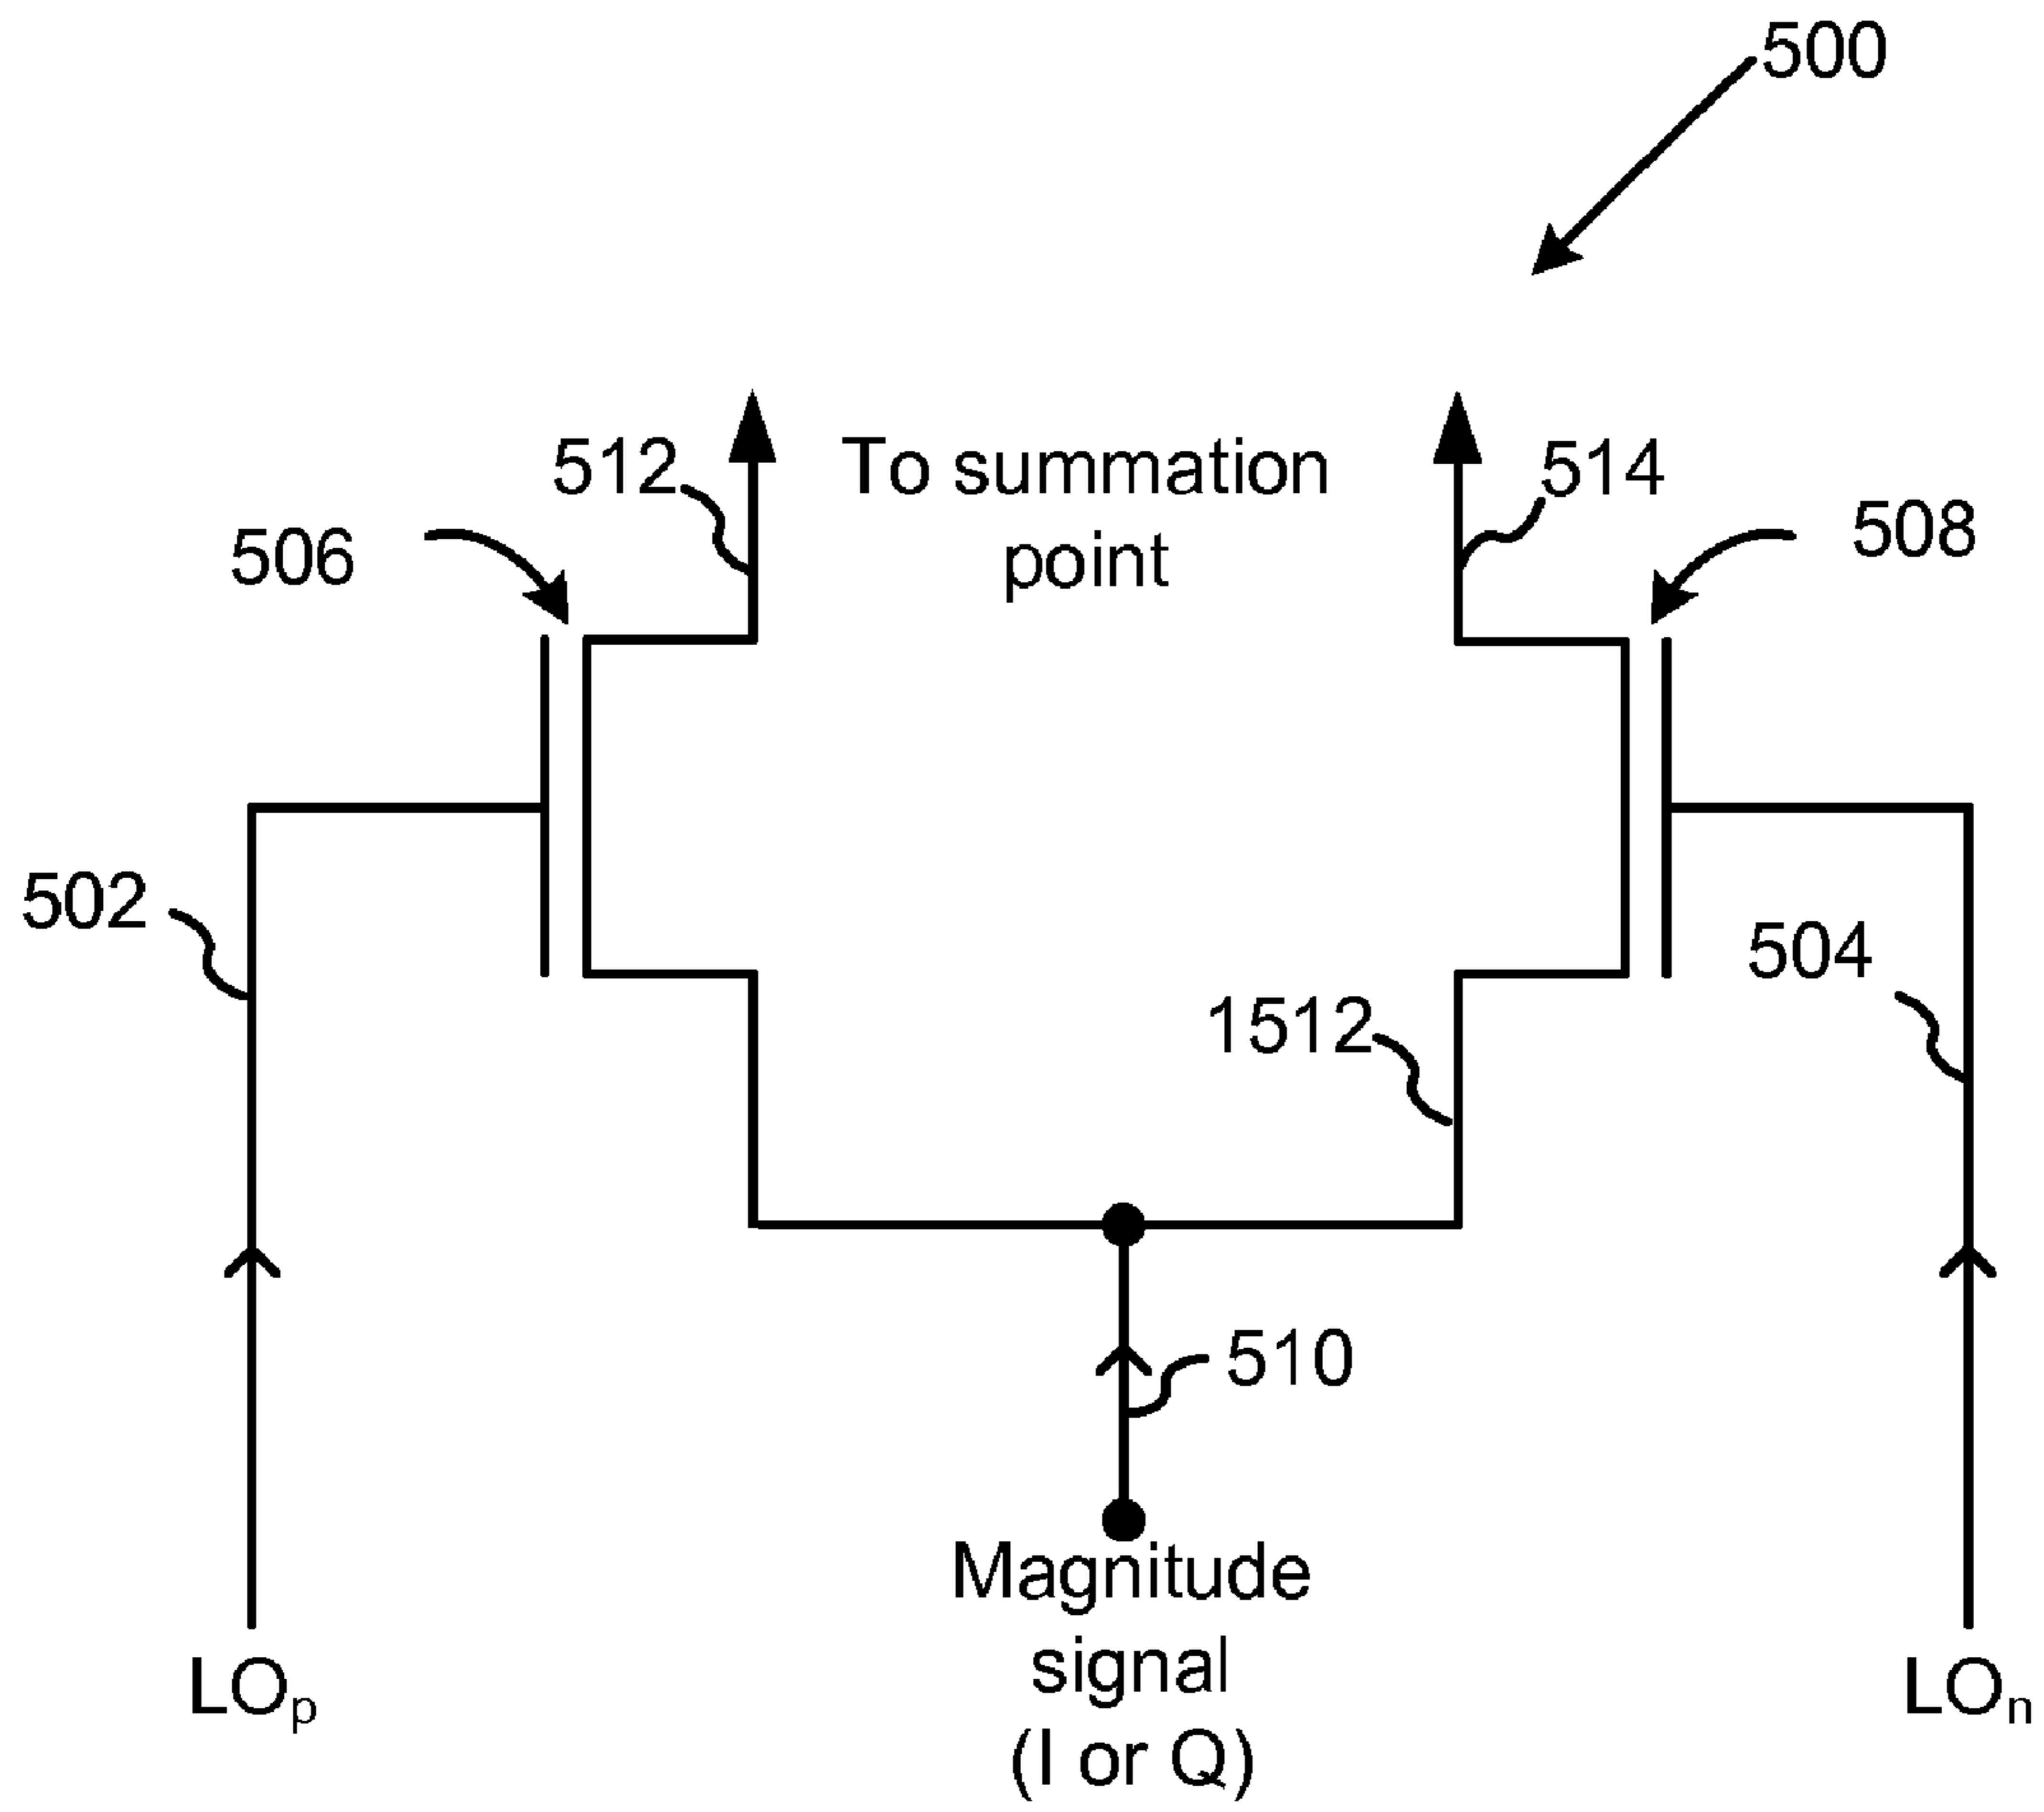 500
512
To summation
point
514
506
508
502
504
1512
510
Magnitude
signal
(I or Q)
LOp
LOn